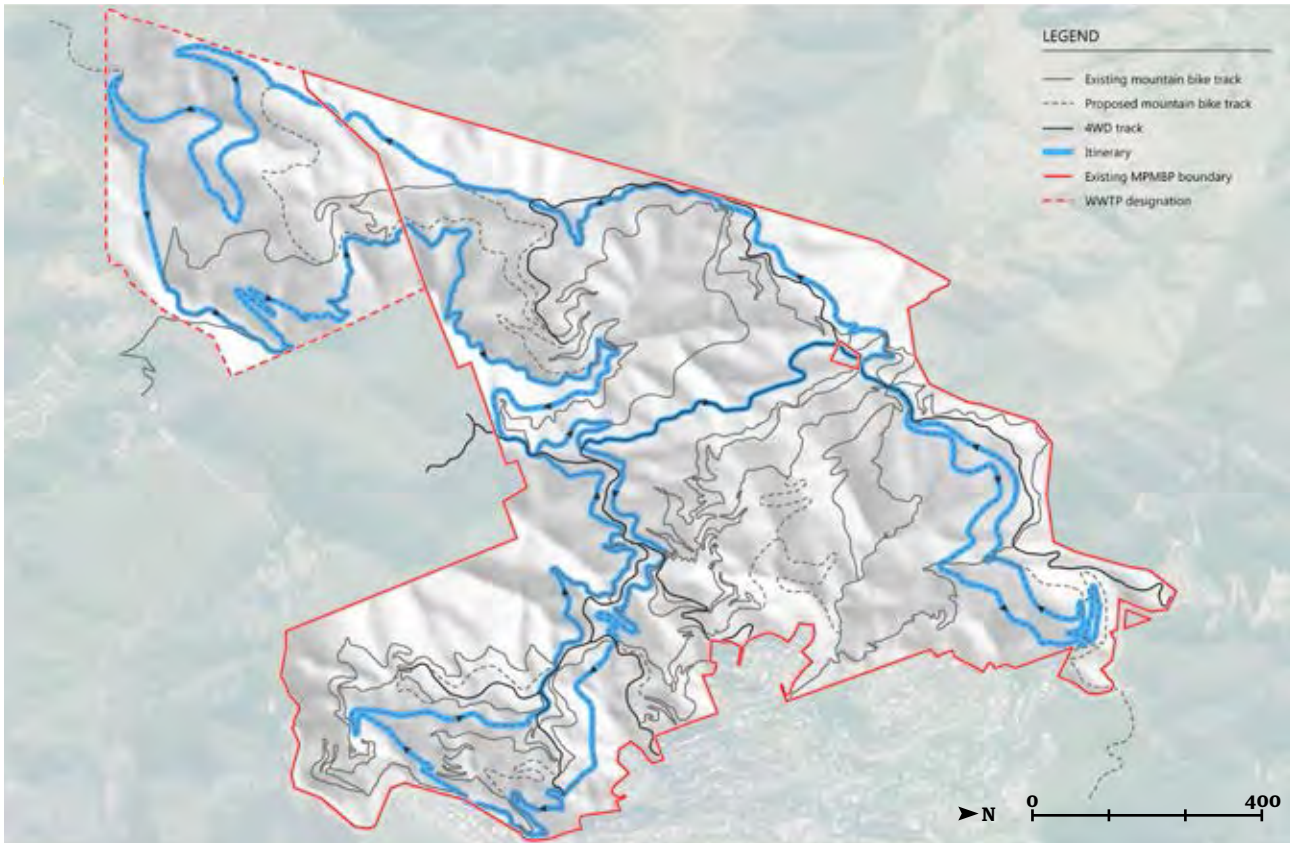 LEGEND
Existing mountain bike track
Proposed mountain bike track
4WD track
Itinerary
Existing MPMBP boundary
WWTP designation
N
0 400